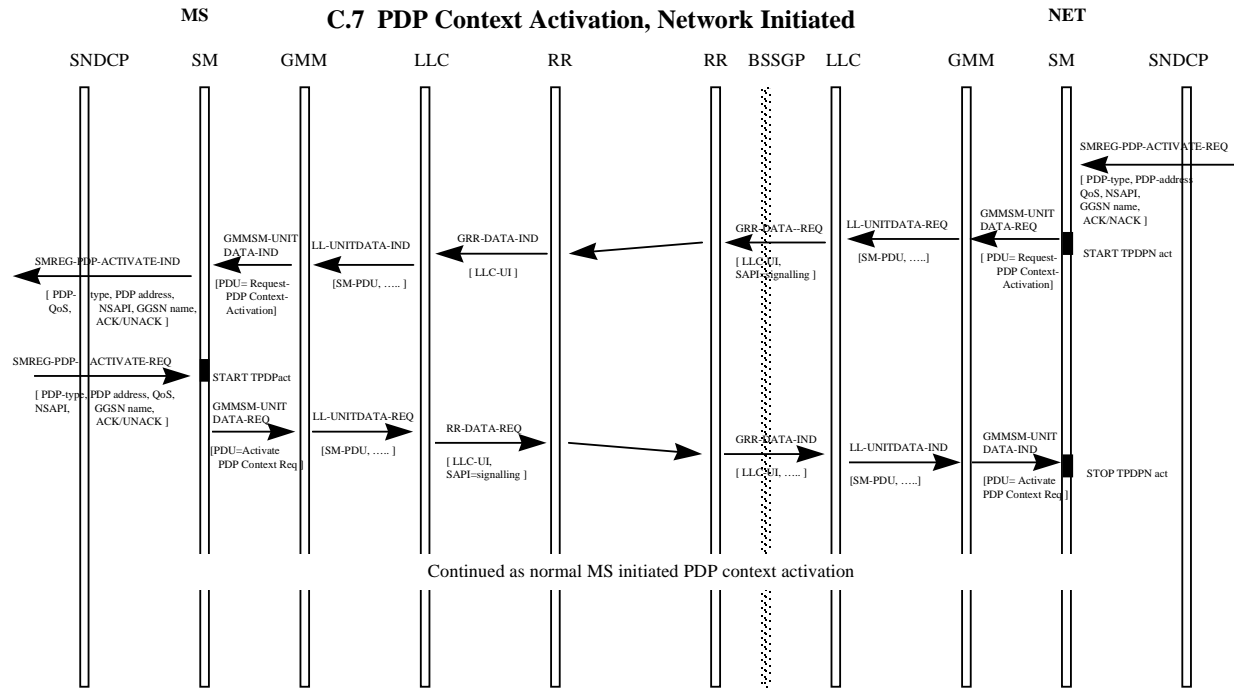 MS
C.7 PDP Context Activation, Network Initiated
NET
SNDCP SM GMM LLC RR RR BSSGP LLC GMM SM SNDCP
SMREG-PDP-ACTIVATE-REQ
[ PDP-type, PDP-address
QoS, NSAPI,
GGSN name,
ACK/NACK ]
GMMSM-UNIT
DATA-REQ
[ PDU= Request-
PDP Context-
Activation]
START TPDPN act
LL-UNITDATA-REQ
[SM-PDU, …..]
GRR-DATA--REQ
[ LLC-UI,
SAPI=signalling ]
GRR-DATA-IND
[ LLC-UI ]
LL-UNITDATA-IND
[SM-PDU, ….. ]
GMMSM-UNIT
DATA-IND
[PDU= Request-
PDP Context-
Activation]
SMREG-PDP-ACTIVATE-IND
[ PDP- type, PDP address,
QoS, NSAPI, GGSN name,
ACK/UNACK ]
SMREG-PDP- ACTIVATE-REQ
[ PDP-type, PDP address, QoS,
NSAPI, GGSN name,
ACK/UNACK ]
START TPDPact
GMMSM-UNIT
DATA-REQ
[PDU=Activate
PDP Context Req ]
LL-UNITDATA-REQ
[SM-PDU, ….. ]
RR-DATA-REQ
[ LLC-UI,
SAPI=signalling ]
GRR-DATA-IND
[ LLC-UI, ….. ]
LL-UNITDATA-IND
[SM-PDU, …..]
GMMSM-UNIT
DATA-IND
[PDU= Activate
PDP Context Req ]
STOP TPDPN act
Continued as normal MS initiated PDP context activation